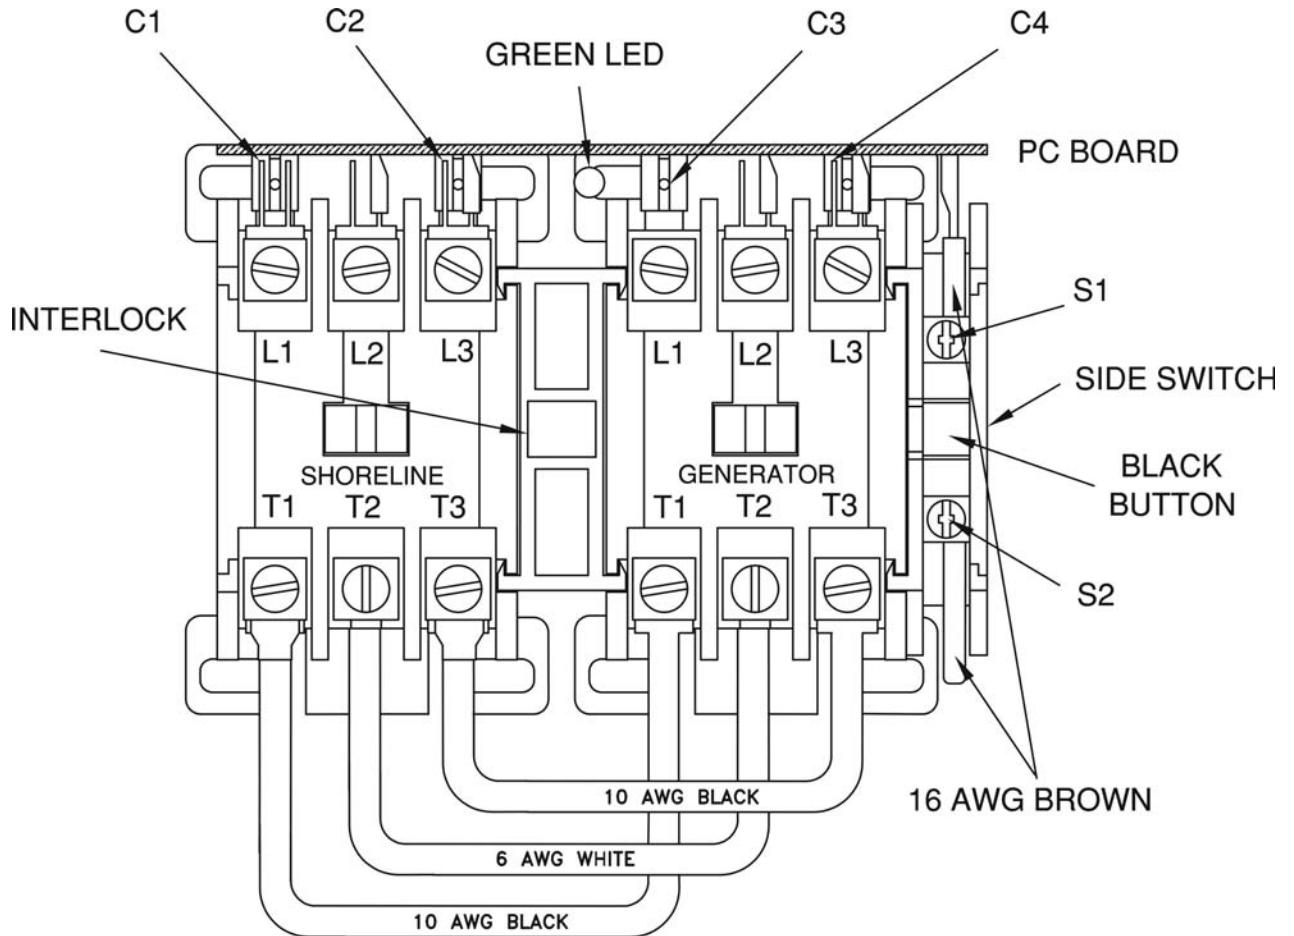 C1
C2
C3
C4
GREEN LED
PC BOARD
S1
INTERLOCK
L1
L2
L3
L1
L2
L3
SIDE SWITCH
SHORELINE
GENERATOR
BLACK
BUTTON
T1
T2
T3
T1
T2
T3
S2
10 AWG BLACK
16 AWG BROWN
6 AWG WHITE
10 AWG BLACK